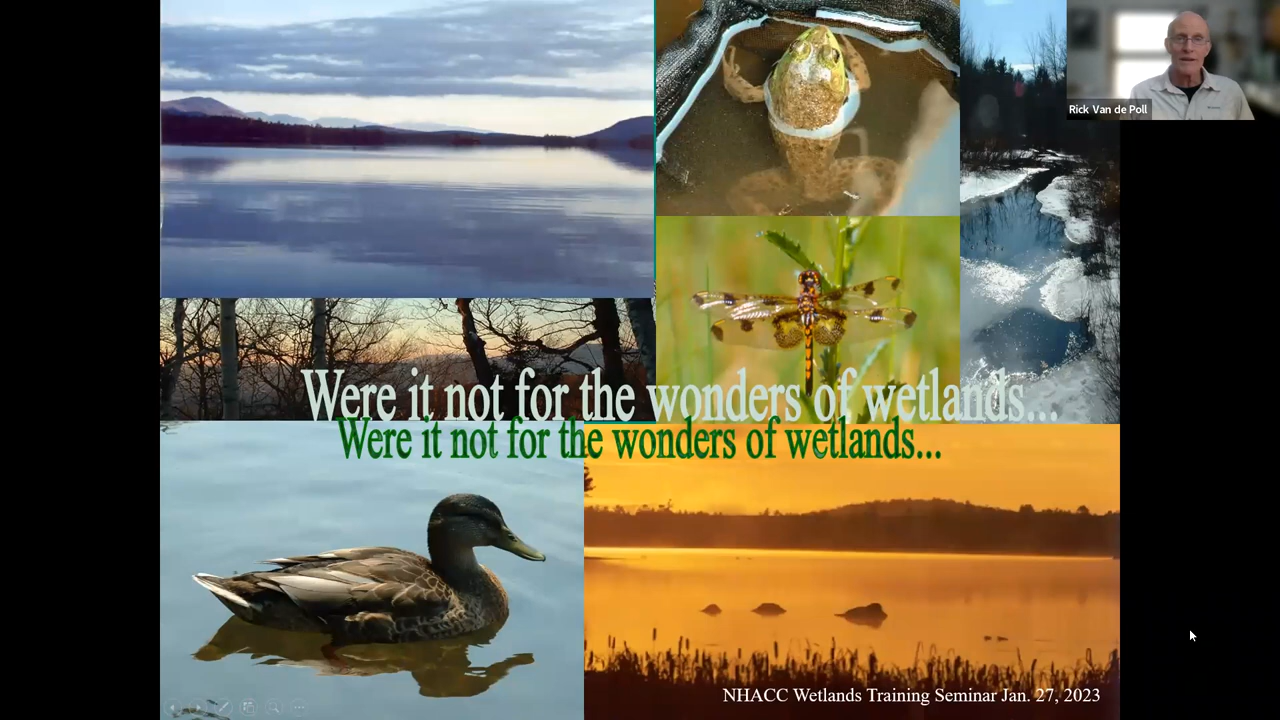 Rick Van de Poll
Were it not for the wonders of wetlands...
Were it not for the wonders of wetlands...
NHACC Wetlands Training Seminar Jan. 27, 2023